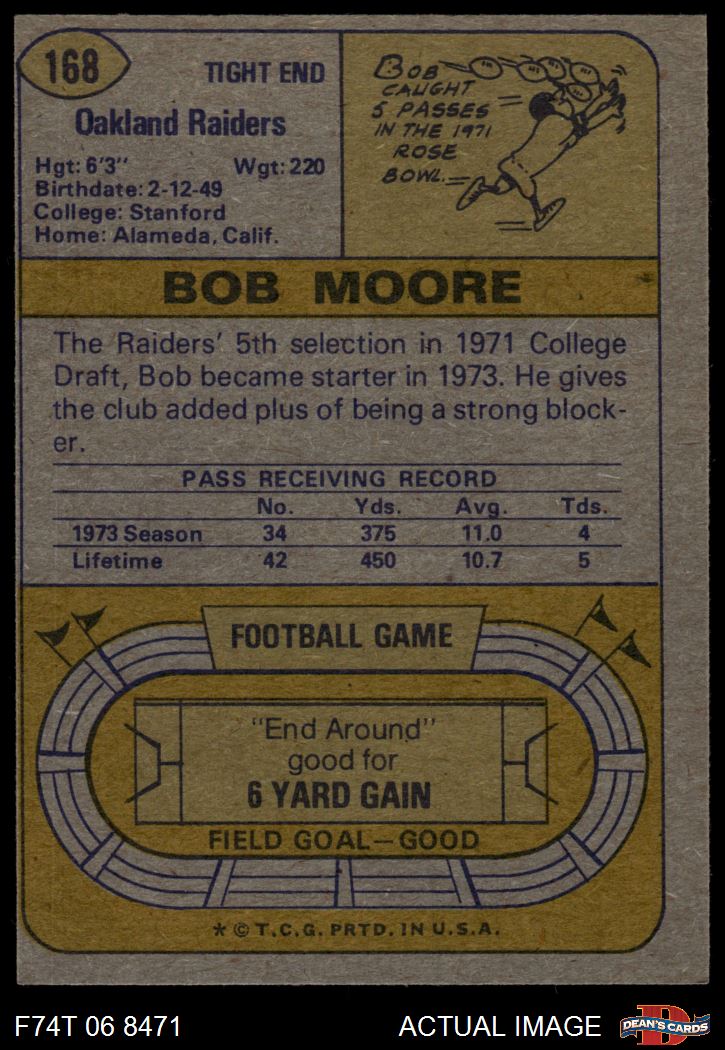 168
TIGHT END
Oakland Raiders
Hgt: 6'3" Wgt: 220
Birthdate: 2-12-49
College: Stanford
Home: Alameda, Calif.
BOB
CAUGHT
5 PASSES
IN THE 1971
ROSE
BOWL.
BOB MOORE
The Raiders' 5th selection in 1971 College
Draft, Bob became starter in 1973. He gives
the club added plus of being a strong block-
er.
PASS RECEIVING RECORD
No. Yds. Avg. Tds.
1973 Season 34 375 11.0 4
Lifetime 42 450 10.7 5
FOOTBALL GAME
"End Around"
good for
6 YARD GAIN
FIELD GOAL—GOOD
* © T.C.G. PRTD. IN U.S.A.
F74T 06 8471 ACTUAL IMAGE
D
DEAN'S CARDS